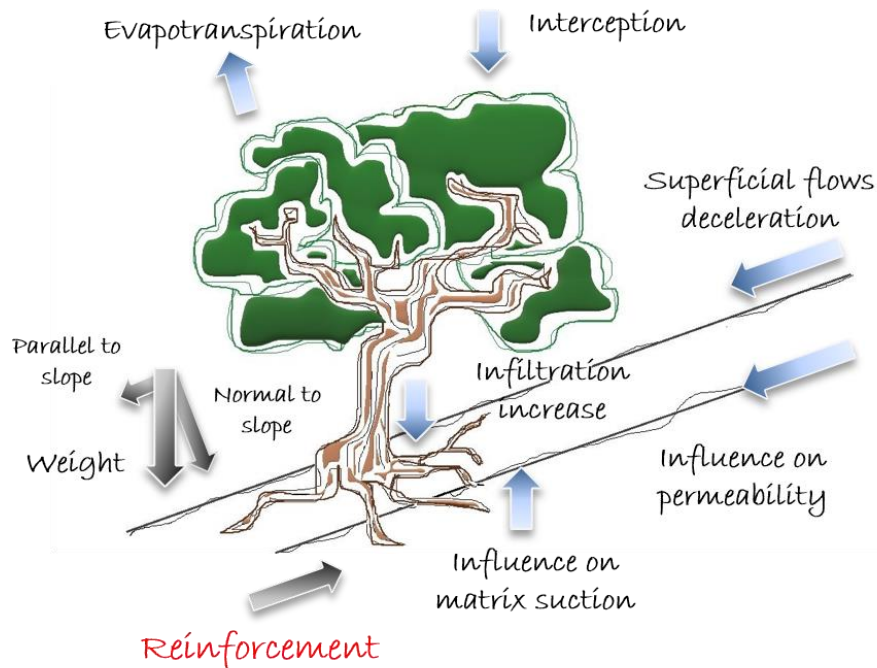 Evapotranspiration
Interception
Superficial flows
deceleration
Parallel to
slope
Normal to
slope
Infiltration
increase
Weight
Influence on
permeability
Influence on
matrix suction
Reinforcement